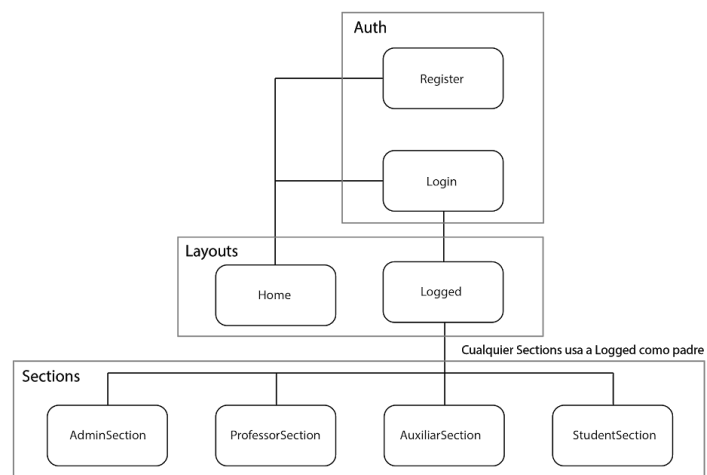 Auth
Register
Login
Layouts
Home
Logged
Cualquier Sections usa a Logged como padre
Sections
AdminSection
ProfessorSection
AuxiliarSection
StudentSection